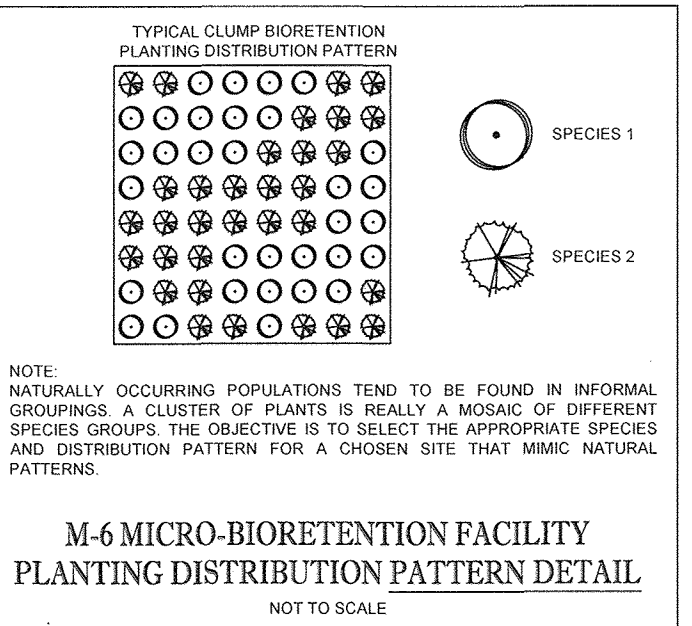 TYPICAL CLUMP BIORETENTION
PLANTING DISTRIBUTION PATTERN
SPECIES 1
SPECIES 2
NOTE:
NATURALLY OCCURRING POPULATIONS TEND TO BE FOUND IN INFORMAL
GROUPINGS. A CLUSTER OF PLANTS IS REALLY A MOSAIC OF DIFFERENT
SPECIES GROUPS. THE OBJECTIVE IS TO SELECT THE APPROPRIATE SPECIES
AND DISTRIBUTION PATTERN FOR A CHOSEN SITE THAT MIMIC NATURAL
PATTERNS.
M-6 MICRO-BIORETENTION FACILITY
PLANTING DISTRIBUTION PATTERN DETAIL
NOT TO SCALE